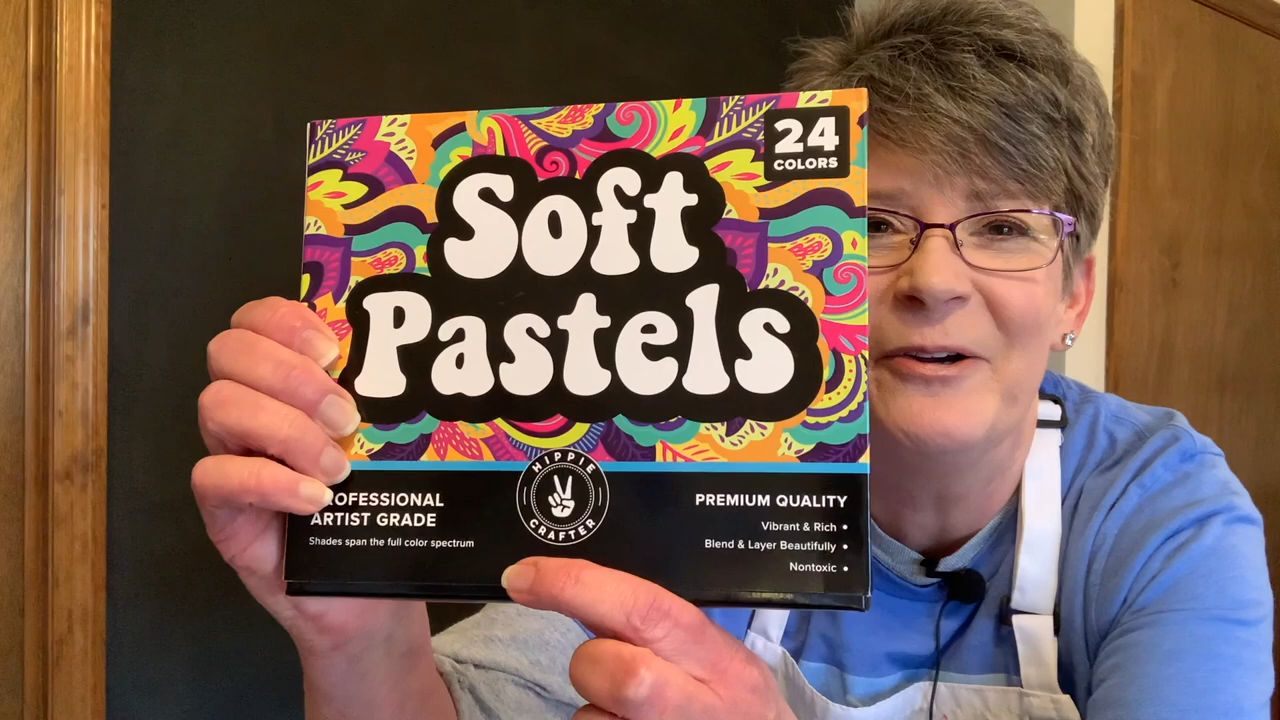 24
COLORS
Soft
Pastels
PROFESSIONAL
ARTIST GRADE
Shades span the full color spectrum
HIPPIE
CRAFTER
PREMIUM QUALITY
Vibrant & Rich •
Blend & Layer Beautifully •
Nontoxic •